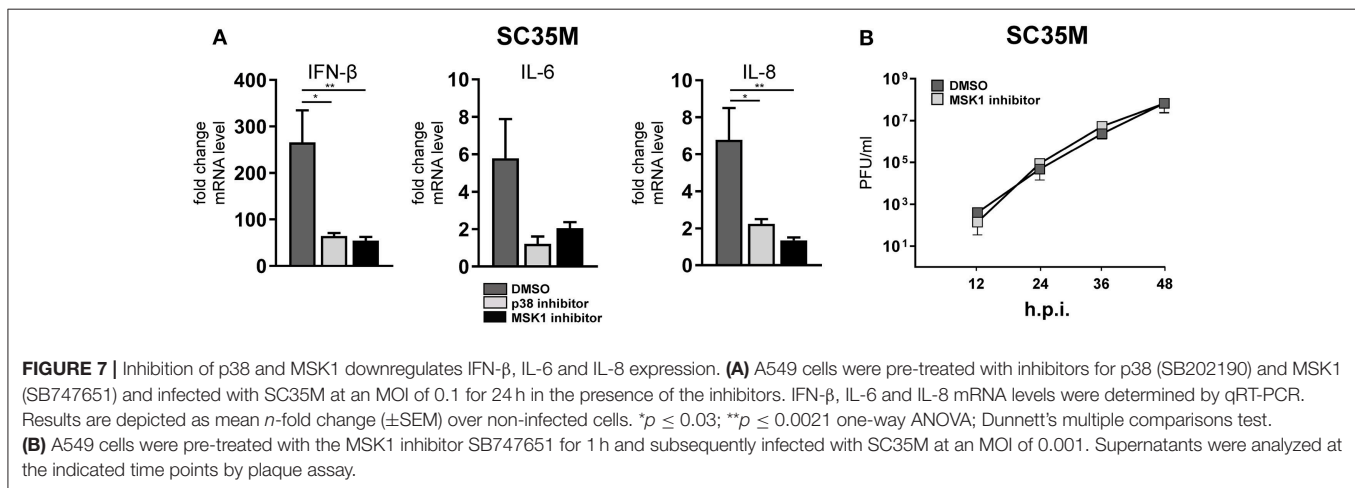 A
SC35M
IFN-β
fold change
mRNA level
400
300
200
100
0
*
**
IL-6
fold change
mRNA level
8
6
4
2
0
DMSO
p38 inhibitor
MSK1 inhibitor
IL-8
fold change
mRNA level
10
8
6
4
2
0
*
**
B
SC35M
PFU/ml
10⁹
10⁷
10⁵
10³
10¹
DMSO
MSK1 inhibitor
12 24 36 48
h.p.i.
FIGURE 7 | Inhibition of p38 and MSK1 downregulates IFN-β, IL-6 and IL-8 expression. (A) A549 cells were pre-treated with inhibitors for p38 (SB202190) and MSK1
(SB747651) and infected with SC35M at an MOI of 0.1 for 24 h in the presence of the inhibitors. IFN-β, IL-6 and IL-8 mRNA levels were determined by qRT-PCR.
Results are depicted as mean n-fold change (±SEM) over non-infected cells. *p ≤ 0.03; **p ≤ 0.0021 one-way ANOVA; Dunnett's multiple comparisons test.
(B) A549 cells were pre-treated with the MSK1 inhibitor SB747651 for 1 h and subsequently infected with SC35M at an MOI of 0.001. Supernatants were analyzed at
the indicated time points by plaque assay.